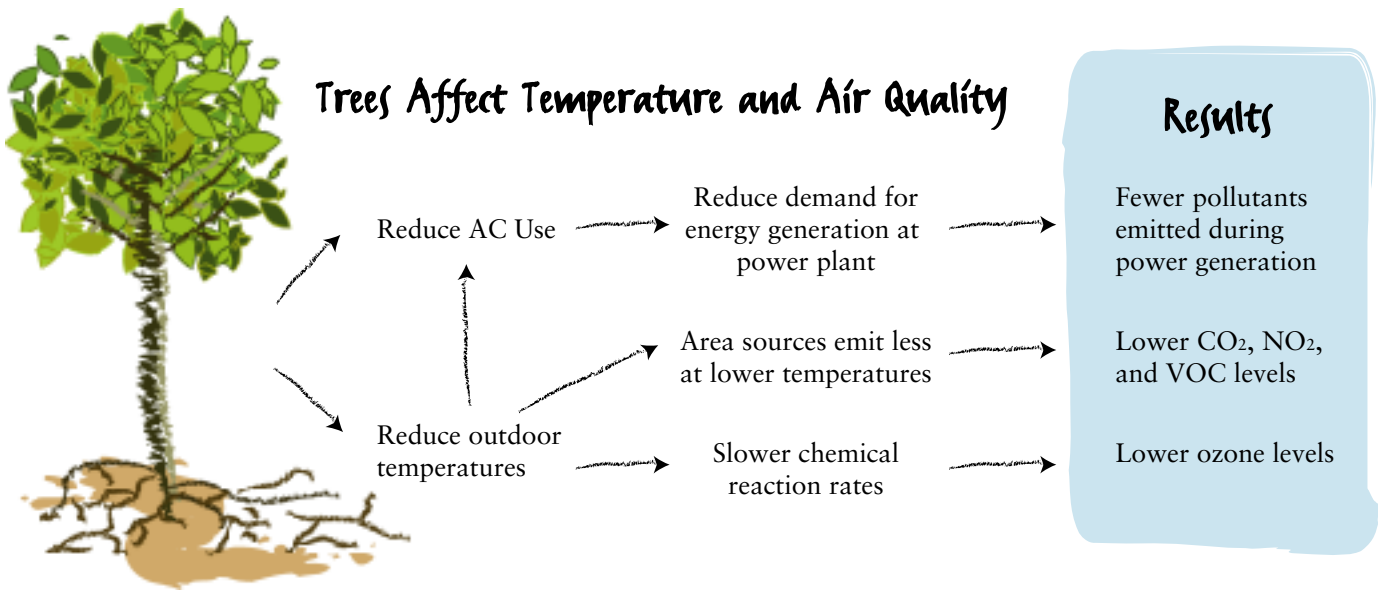 Trees Affect Temperature and Air Quality
Results
Reduce AC Use
Reduce demand for
energy generation at
power plant
Fewer pollutants
emitted during
power generation
Area sources emit less
at lower temperatures
Lower CO₂, NO₂,
and VOC levels
Reduce outdoor
temperatures
Slower chemical
reaction rates
Lower ozone levels